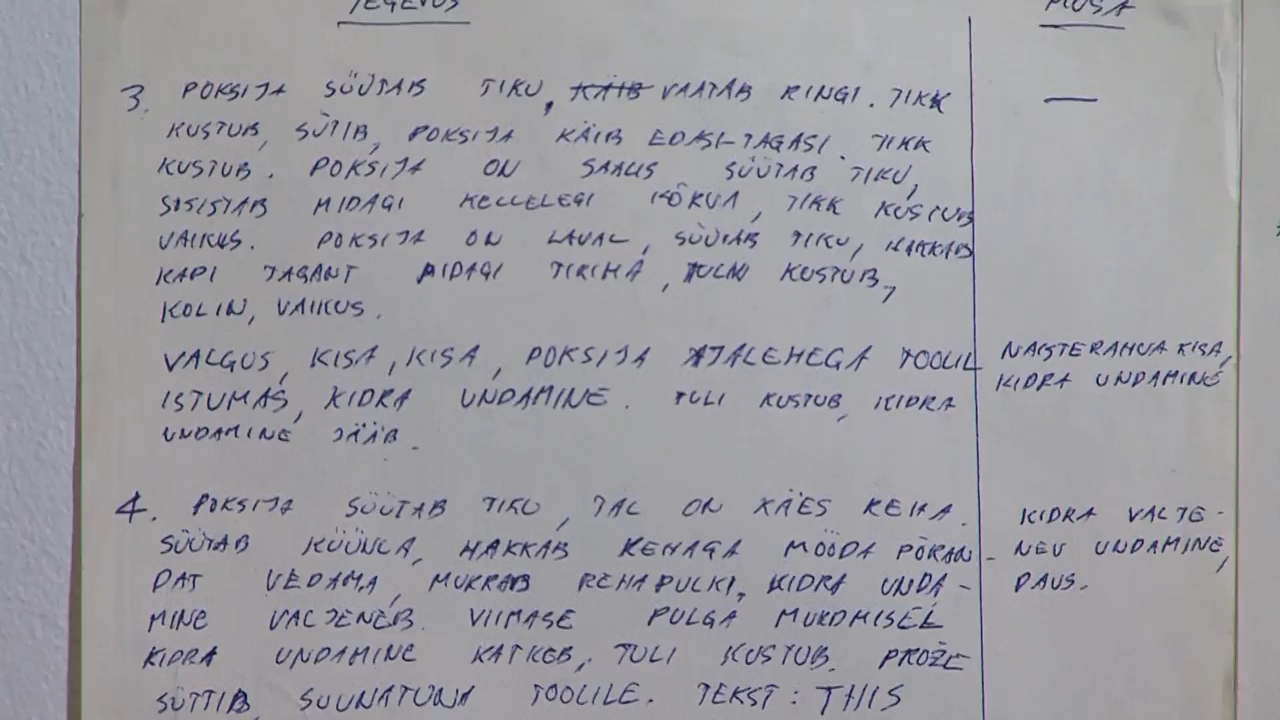 TEGEVUS
MUSA
3. POKSIJA SÜÜTAB TIKU, KÄIB VAATAB RINGI. TIKK
—
KUSTUB, SÜTIB, POKSIJA KÄIB EDASI-TAGASI. TIKK
KUSTUB. POKSIJA ON SAALIS SÜÜTAB TIKU,
SOSISTAB MIDAGI KELLELEGI KÕRVA, TIKK KUSTUB
VAIKUS. POKSIJA ON LAVAL, SÜÜTAB TIKU, HAKKAB
KAPI TAGANT MIDAGI TIRIMA, TULI KUSTUB,
KOLIN, VAIKUS.
VALGUS, KISA, KISA, POKSIJA AJALEHEGA TOOLIL
ISTUMAS, KIDRA UNDAMINE. TULI KUSTUB, KIDRA
UNDAMINE JÄÄB.
NAISTERAHVA KISA,
KIDRA UNDAMINE
4. POKSIJA SÜÜTAB TIKU, TAL ON KÄES REHA.
SÜÜTAB KÜÜNLA, HAKKAB REHAGA MÖÖDA PÕRAN-
DAT VEDAMA, MURRAB REHAPULKI, KIDRA UNDA-
MINE VALJENEB. VIIMASE PULGA MURDMISEL
KIDRA UNDAMINE KATKEB, TULI KUSTUB. PROŽE
SÜTTIB, SUUNATUNA TOOLILE. TEKST: THIS
KIDRA VALJE-
NEV UNDAMINE,
PAUS.